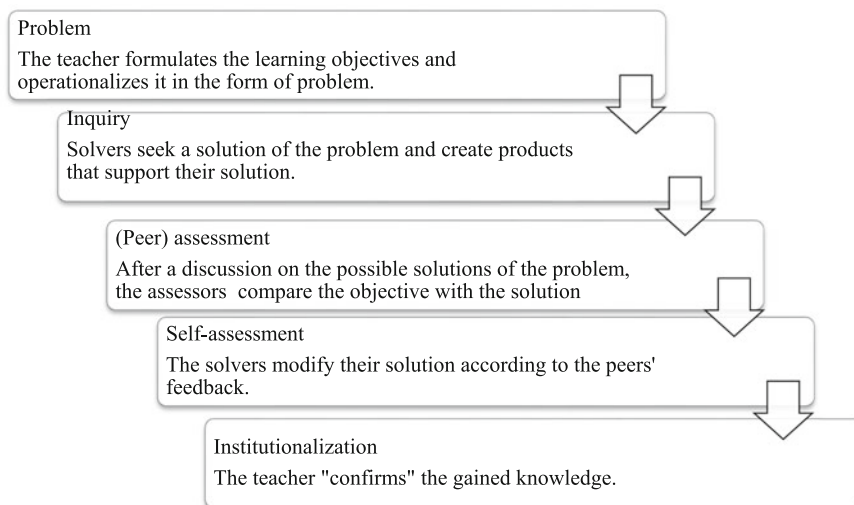 Problem
The teacher formulates the learning objectives and
operationalizes it in the form of problem.
Inquiry
Solvers seek a solution of the problem and create products
that support their solution.
(Peer) assessment
After a discussion on the possible solutions of the problem,
the assessors compare the objective with the solution
Self-assessment
The solvers modify their solution according to the peers'
feedback.
Institutionalization
The teacher "confirms" the gained knowledge.